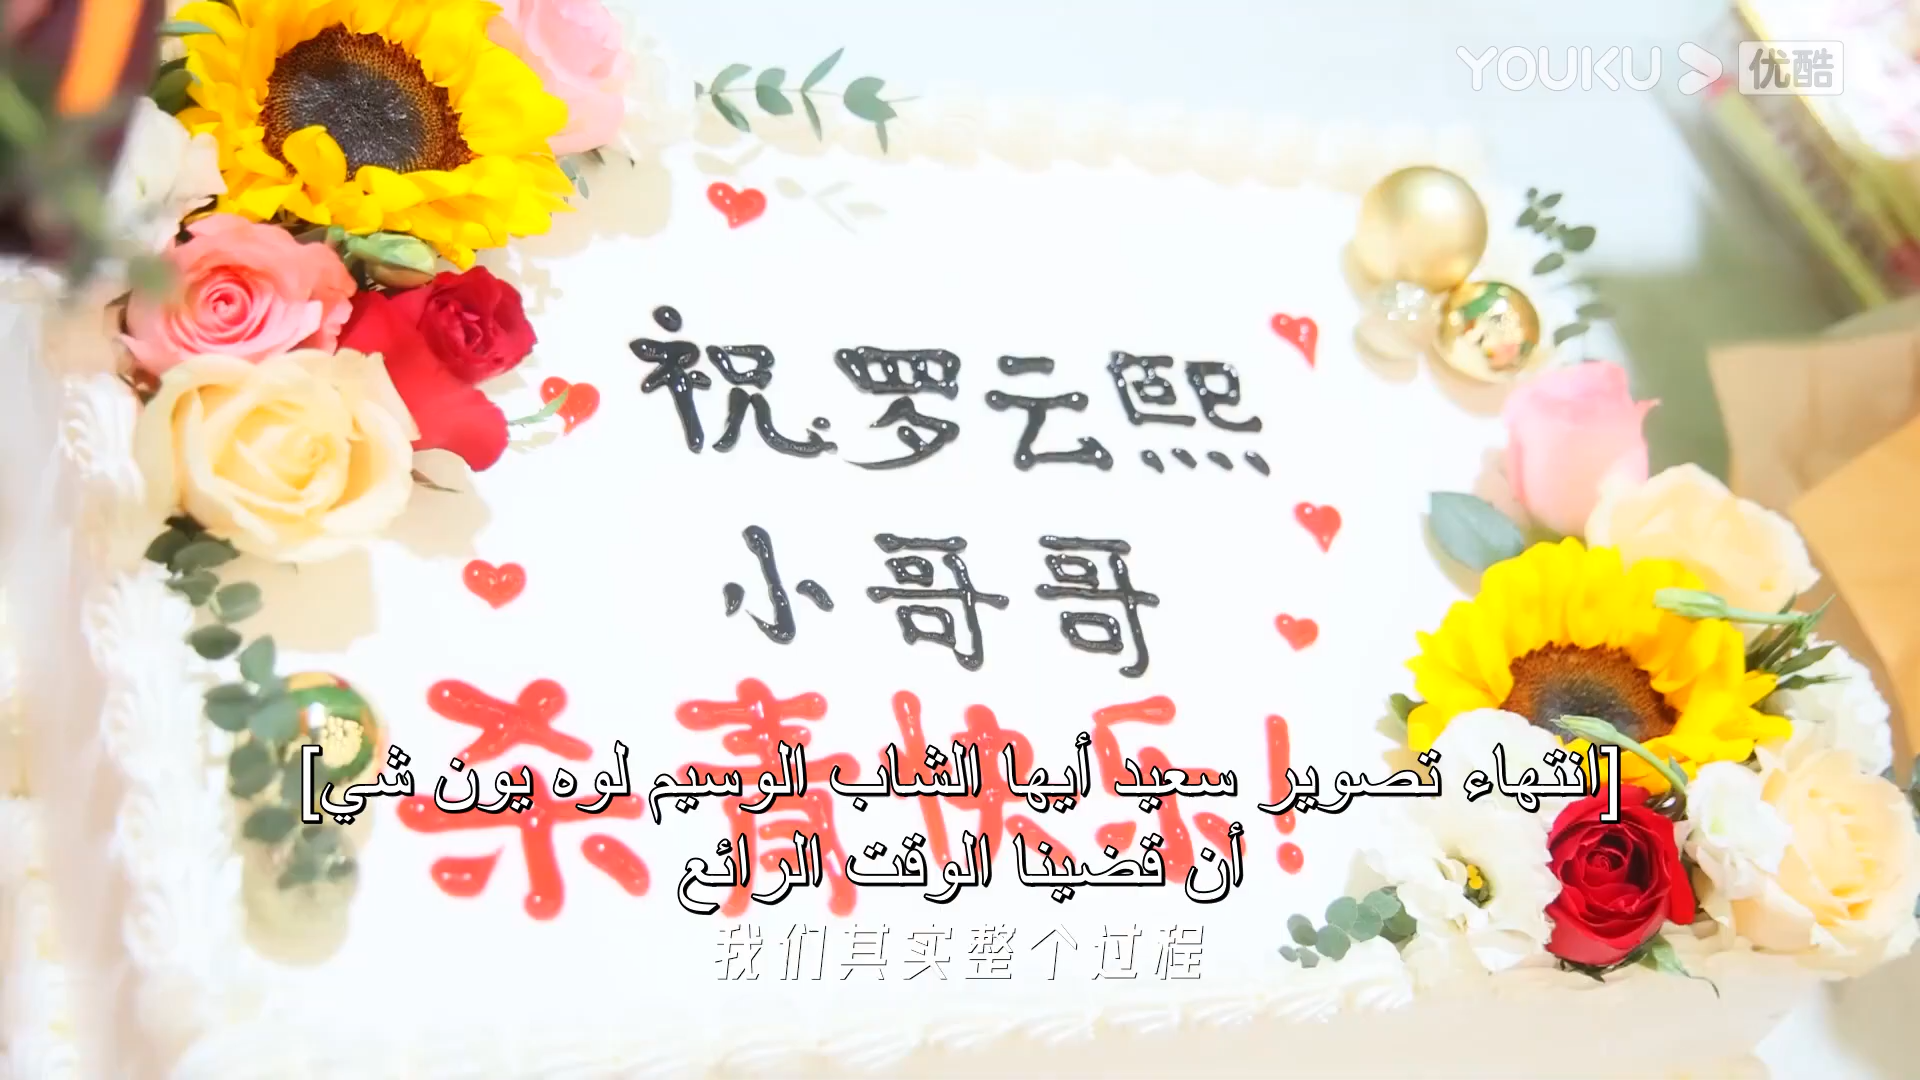 YOUKU 优酷
祝罗云熙
小哥哥
杀青快乐!
[انتهاء تصوير سعيد أيها الشاب الوسيم لوه يون شي]
أن قضينا الوقت الرائع
我们其实整个过程